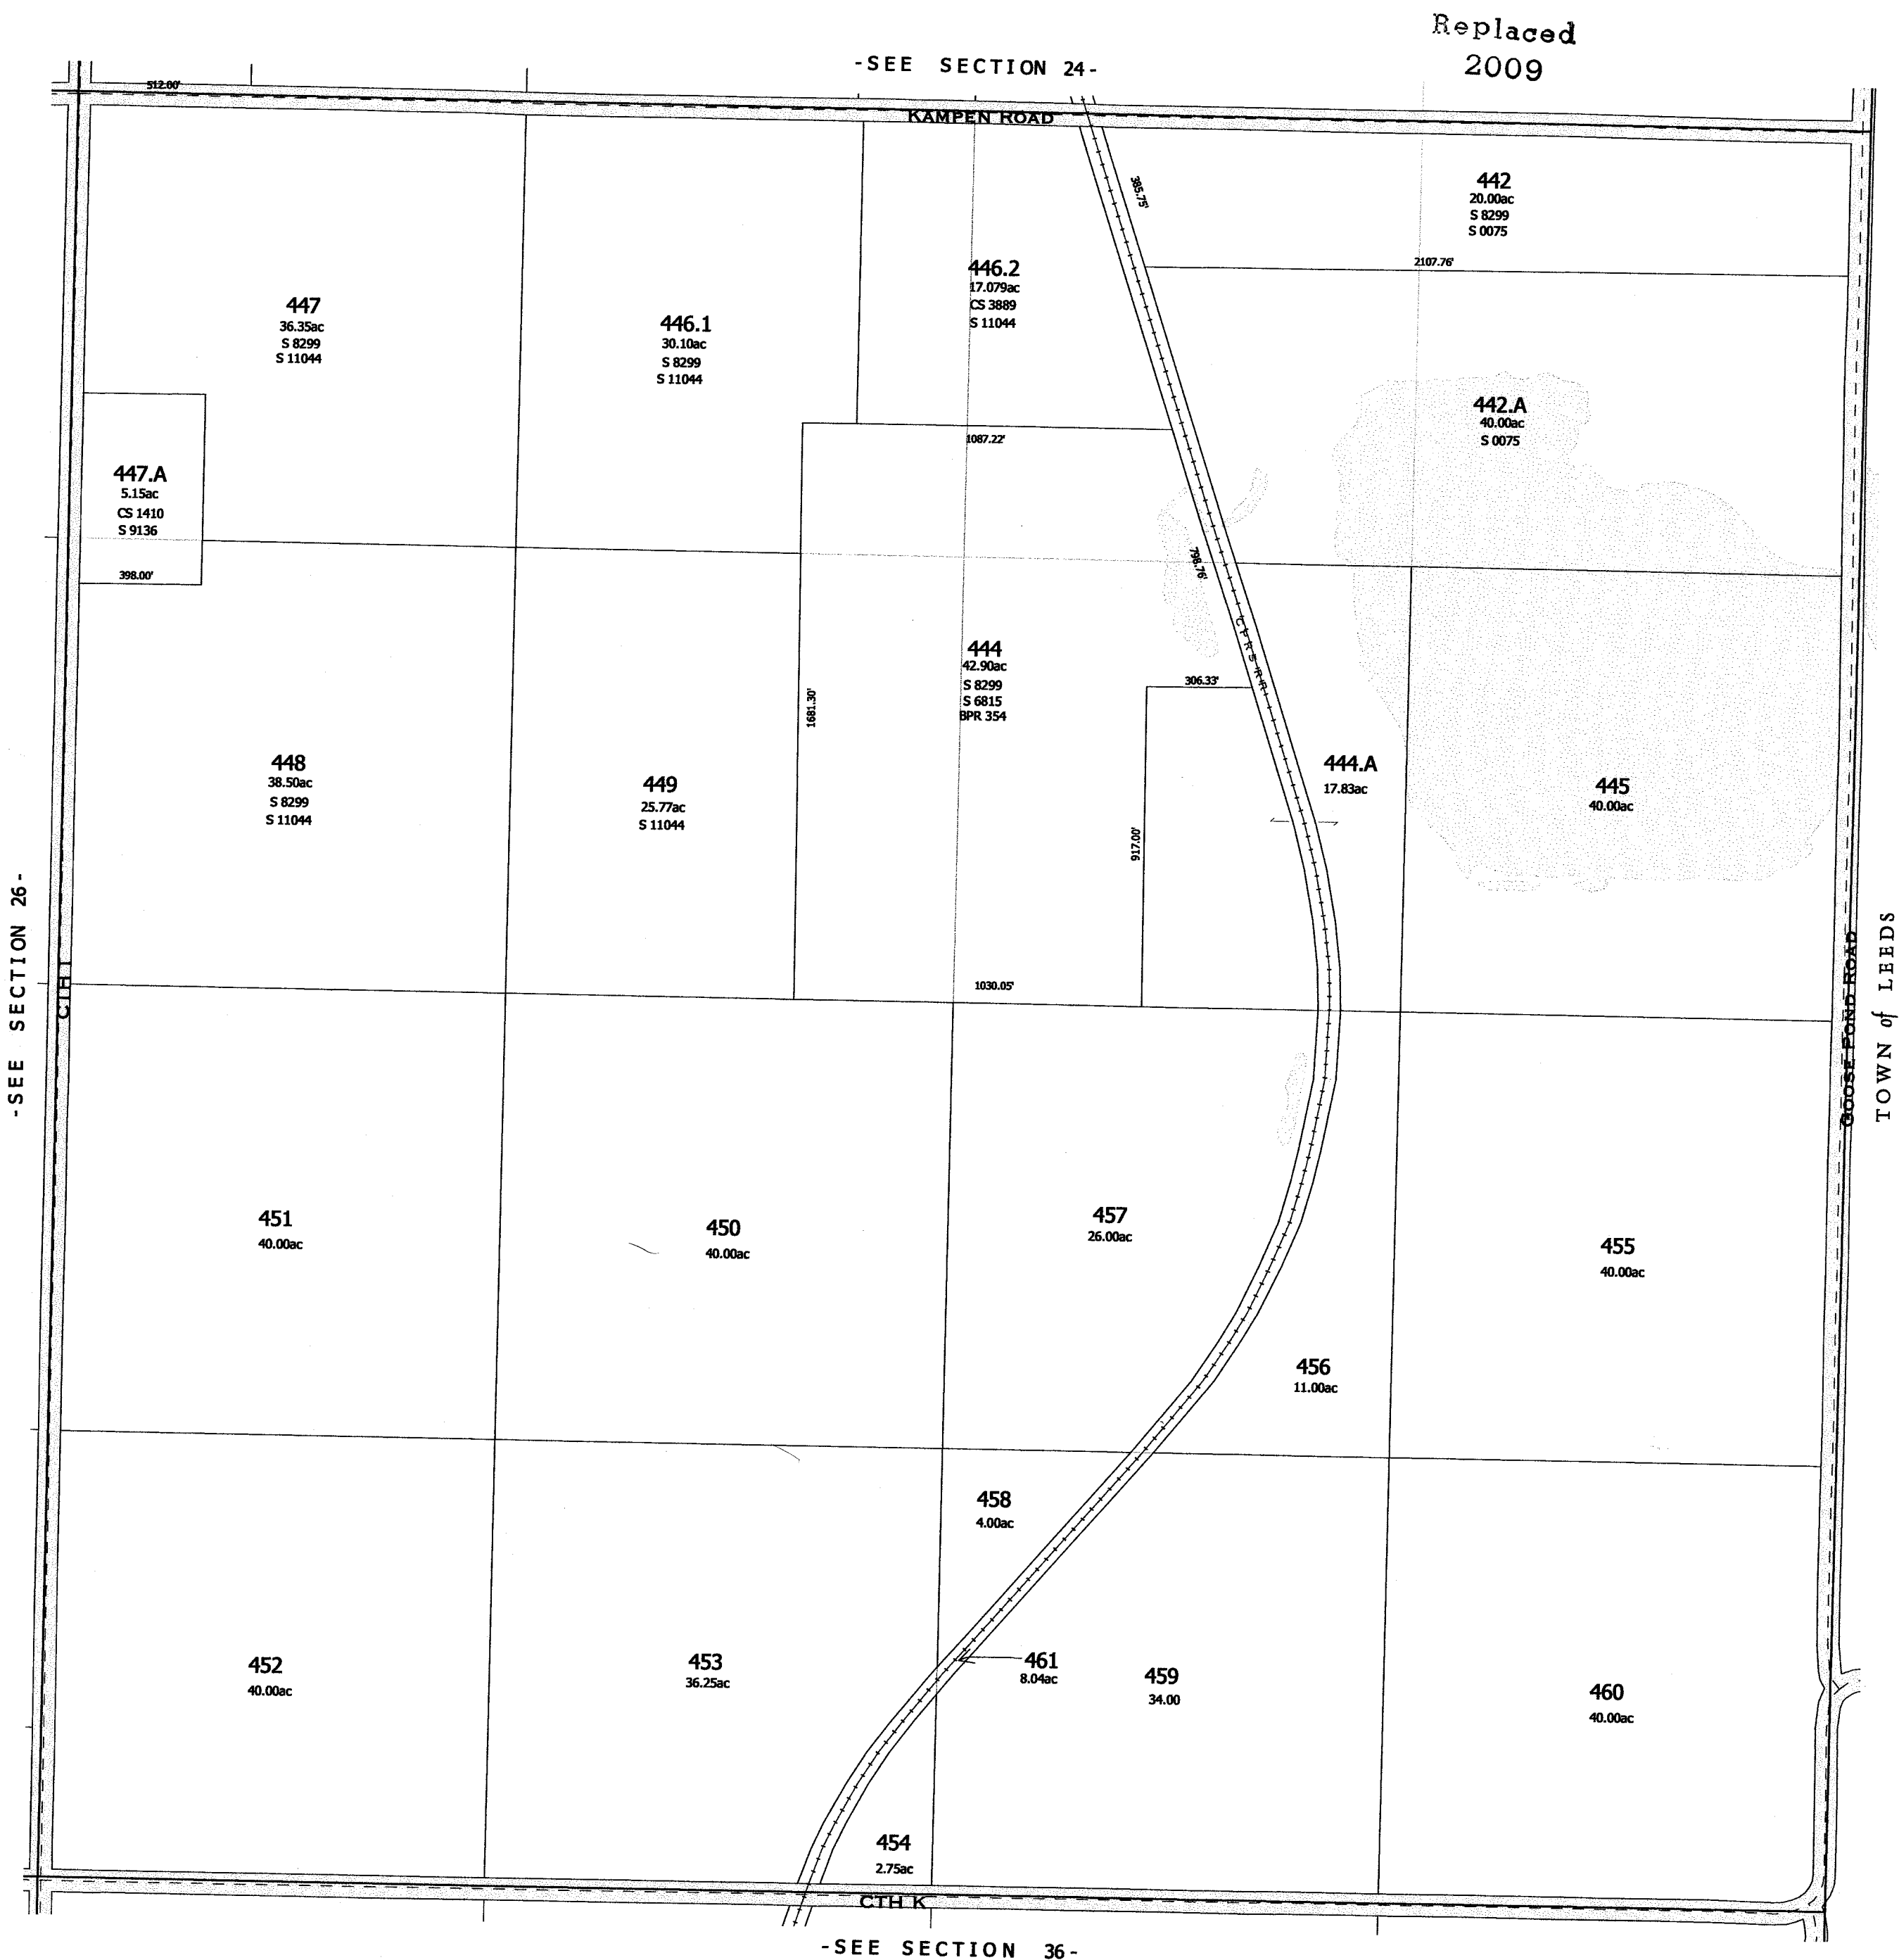 Replaced
2009
-SEE SECTION 24-
512.00'
KAMPEN ROAD
385.75'
442
20.00ac
S 8299
S 0075
2107.76'
446.2
17.079ac
CS 3889
S 11044
447
36.35ac
S 8299
S 11044
446.1
30.10ac
S 8299
S 11044
442.A
40.00ac
S 0075
1087.22'
447.A
5.15ac
CS 1410
S 9136
398.00'
798.76'
C P R S RR
444
42.90ac
S 8299
S 6815
BPR 354
306.33'
1681.30'
448
38.50ac
S 8299
S 11044
449
25.77ac
S 11044
444.A
17.83ac
445
40.00ac
917.00'
1030.05'
-SEE SECTION 26-
CTH I
GOOSE POND ROAD
TOWN of LEEDS
451
40.00ac
450
40.00ac
457
26.00ac
455
40.00ac
456
11.00ac
458
4.00ac
452
40.00ac
453
36.25ac
461
8.04ac
459
34.00
460
40.00ac
454
2.75ac
CTH K
-SEE SECTION 36-